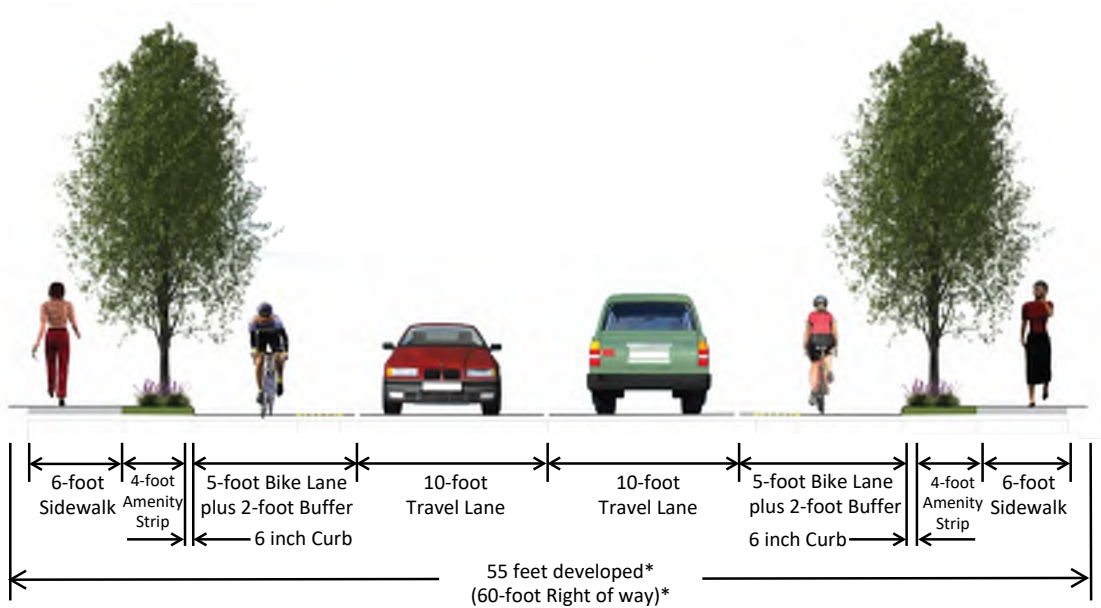 6-foot
Sidewalk
4-foot
Amenity
Strip
5-foot Bike Lane
plus 2-foot Buffer
10-foot
Travel Lane
10-foot
Travel Lane
5-foot Bike Lane
plus 2-foot Buffer
4-foot
Amenity
Strip
6-foot
Sidewalk
6 inch Curb
6 inch Curb
55 feet developed*
(60-foot Right of way)*